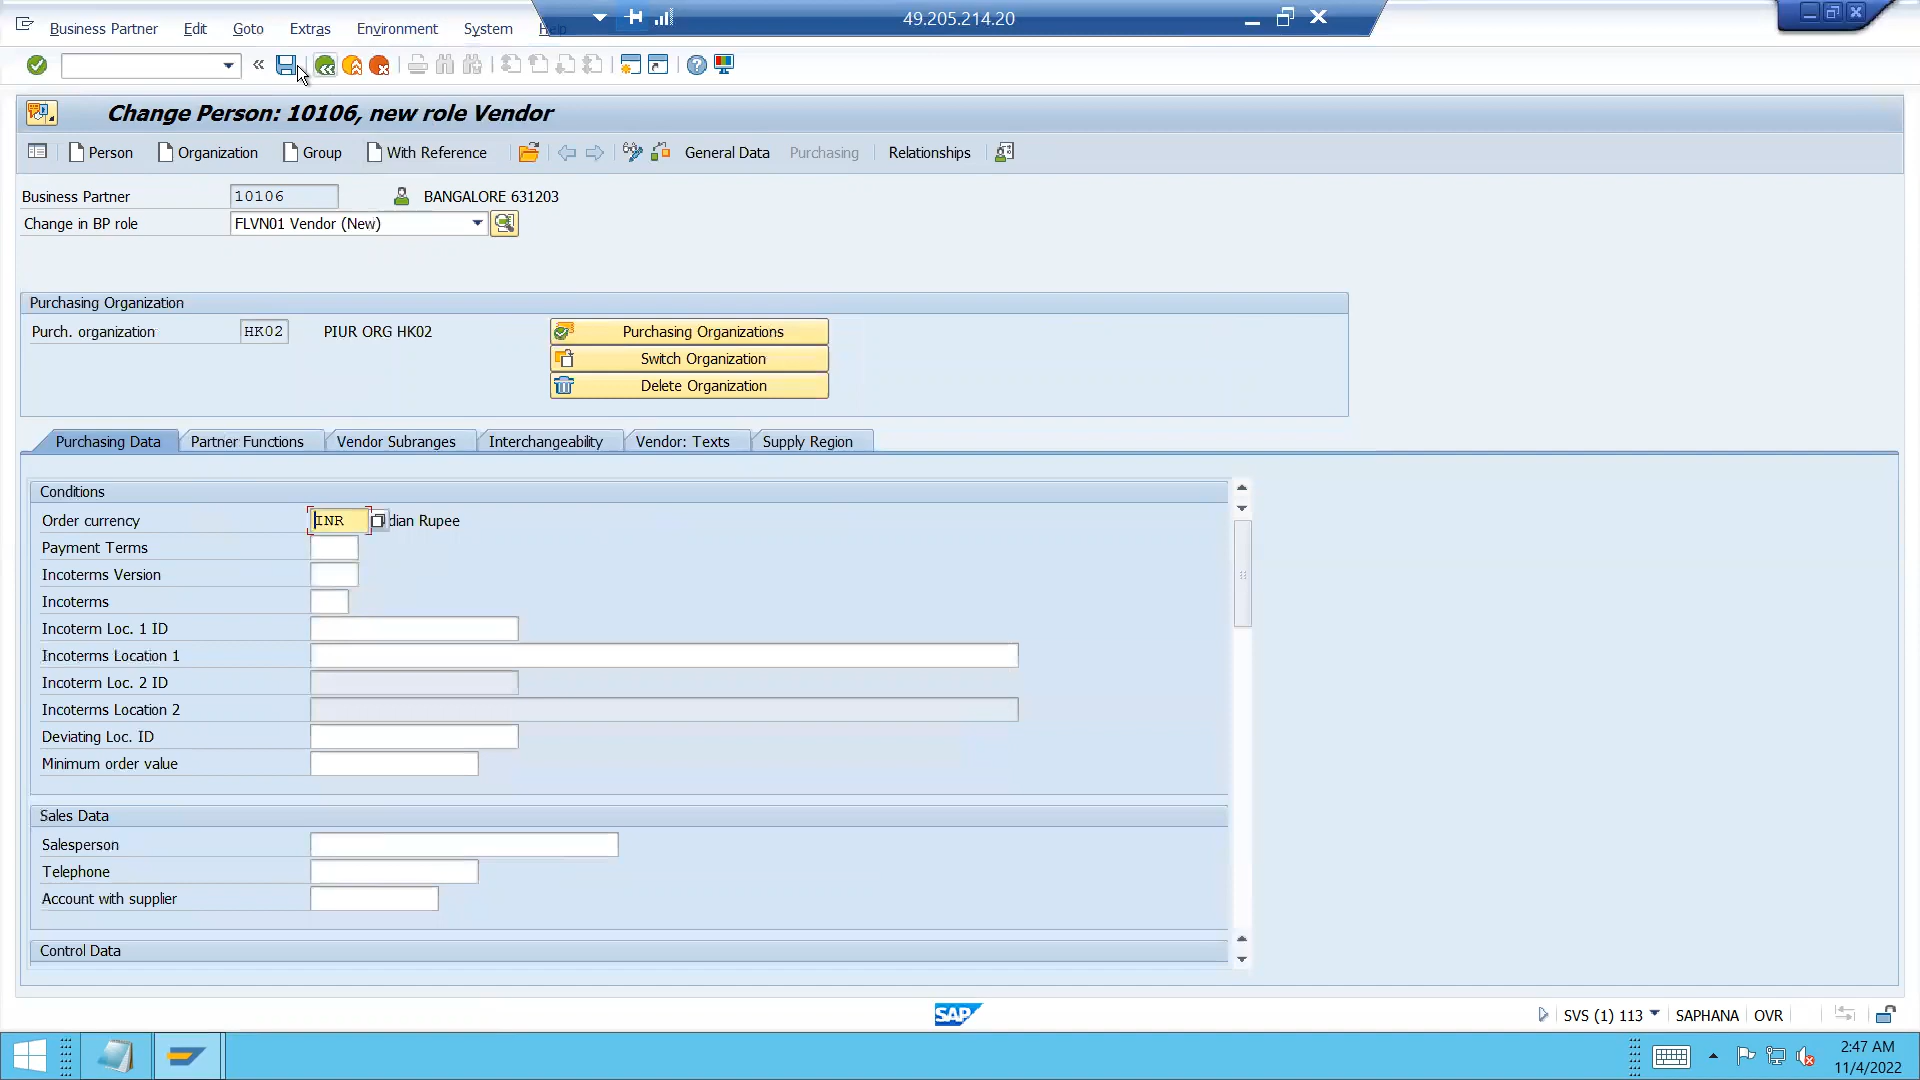 49.205.214.20
Business Partner Edit Goto Extras Environment System Help
Change Person: 10106, new role Vendor
Person Organization Group With Reference General Data Purchasing Relationships
Business Partner 10106 BANGALORE 631203
Change in BP role FLVN01 Vendor (New)
Purchasing Organization
Purch. organization HK02 PIUR ORG HK02 Purchasing Organizations
Switch Organization
Delete Organization
Purchasing Data Partner Functions Vendor Subranges Interchangeability Vendor: Texts Supply Region
Conditions
Order currency INR dian Rupee
Payment Terms
Incoterms Version
Incoterms
Incoterm Loc. 1 ID
Incoterms Location 1
Incoterm Loc. 2 ID
Incoterms Location 2
Deviating Loc. ID
Minimum order value
Sales Data
Salesperson
Telephone
Account with supplier
Control Data
SAP
SVS (1) 113 SAPHANA OVR
2:47 AM
11/4/2022